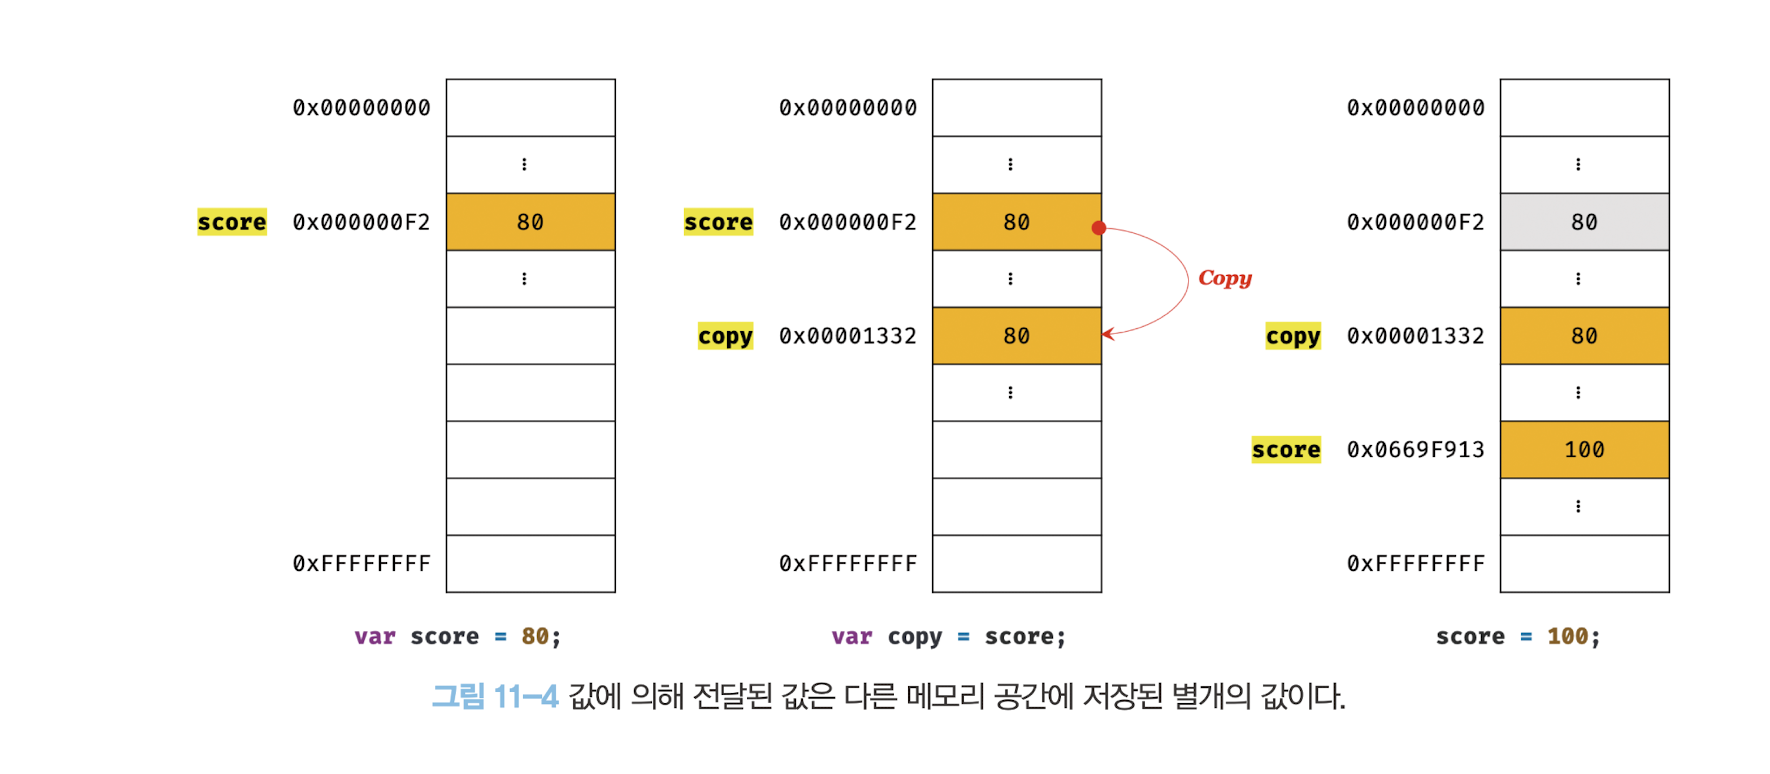 0x00000000
⋮
score 0x000000F2 80
⋮
0xFFFFFFFF
var score = 80;
0x00000000
⋮
score 0x000000F2 80
⋮
Copy
copy 0x00001332 80
⋮
0xFFFFFFFF
var copy = score;
0x00000000
⋮
0x000000F2 80
⋮
copy 0x00001332 80
⋮
score 0x0669F913 100
⋮
0xFFFFFFFF
score = 100;
그림 11-4 값에 의해 전달된 값은 다른 메모리 공간에 저장된 별개의 값이다.